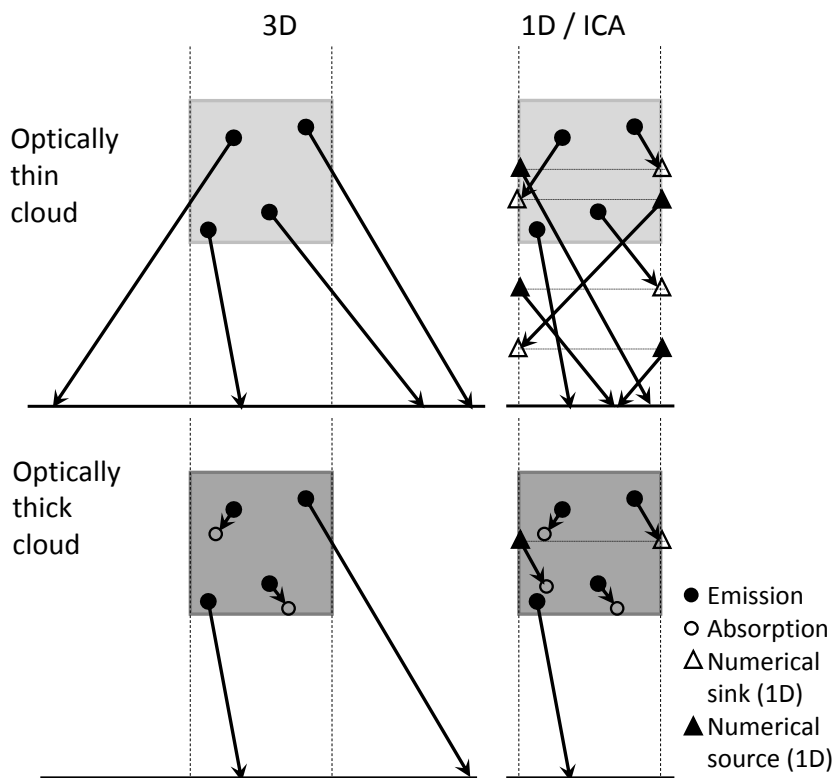 3D
1D / ICA
Optically
thin
cloud
Optically
thick
cloud
Emission
Absorption
Numerical
sink (1D)
Numerical
source (1D)